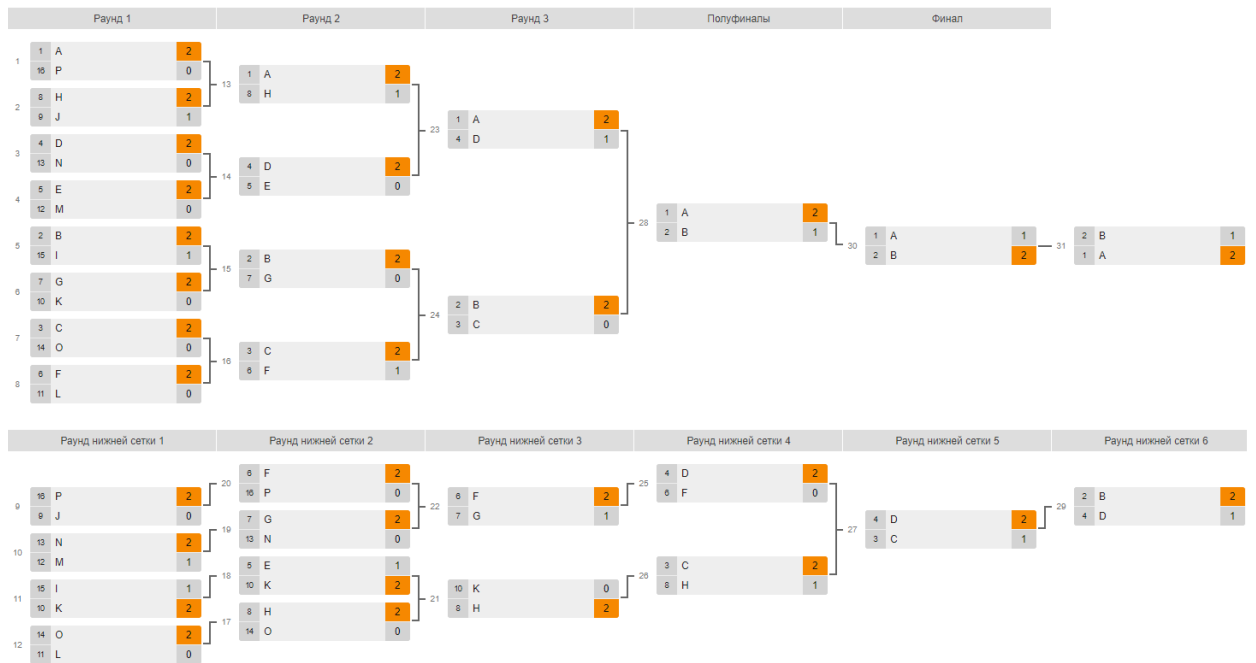 Раунд 1 Раунд 2 Раунд 3 Полуфиналы Финал
1 1 A 2
16 P 0
2 8 H 2
9 J 1
3 4 D 2
13 N 0
4 5 E 2
12 M 0
5 2 B 2
15 I 1
6 7 G 2
10 K 0
7 3 C 2
14 O 0
8 6 F 2
11 L 0
13 1 A 2
8 H 1
14 4 D 2
5 E 0
15 2 B 2
7 G 0
16 3 C 2
6 F 1
23 1 A 2
4 D 1
24 2 B 2
3 C 0
28 1 A 2
2 B 1
30 1 A 1
2 B 2
31 2 B 1
1 A 2
Раунд нижней сетки 1 Раунд нижней сетки 2 Раунд нижней сетки 3 Раунд нижней сетки 4 Раунд нижней сетки 5 Раунд нижней сетки 6
9 16 P 2
9 J 0
10 13 N 2
12 M 1
11 15 I 1
10 K 2
12 14 O 2
11 L 0
20 6 F 2
16 P 0
19 7 G 2
13 N 0
18 5 E 1
10 K 2
17 8 H 2
14 O 0
22 6 F 2
7 G 1
21 10 K 0
8 H 2
25 4 D 2
6 F 0
26 3 C 2
8 H 1
27 4 D 2
3 C 1
29 2 B 2
4 D 1